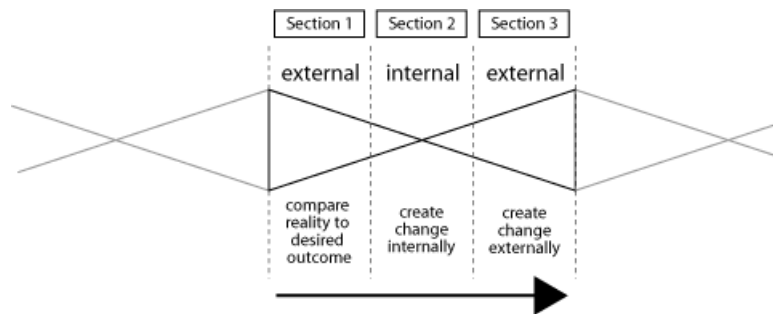 Section 1
Section 2
Section 3
external
internal
external
compare
reality to
desired
outcome
create
change
internally
create
change
externally